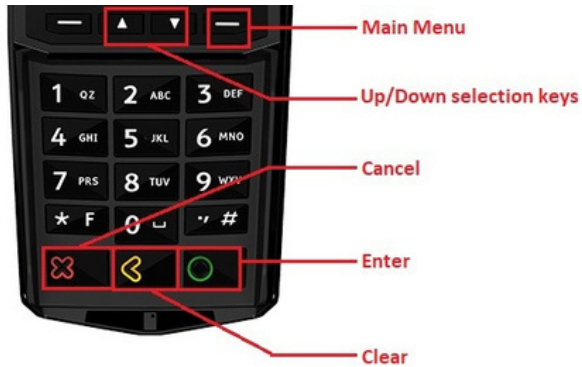 Main Menu
Up/Down selection keys
1 QZ 2 ABC 3 DEF
4 GHI 5 JKL 6 MNO
7 PRS 8 TUV 9 WXY
Cancel
* F 0 ., #
Enter
Clear